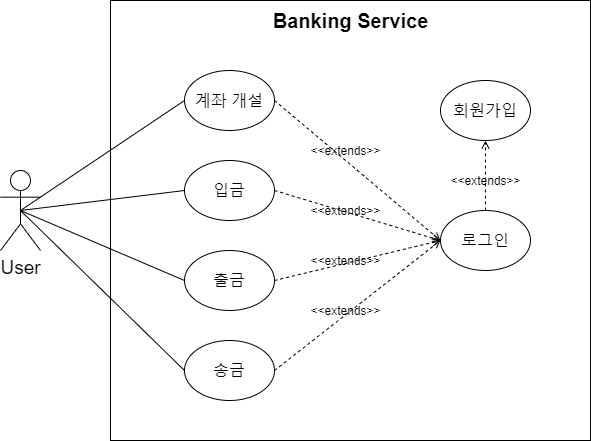 Banking Service
계좌 개설
<<extends>>
회원가입
입금
<<extends>>
<<extends>>
로그인
User
출금
<<extends>>
송금
<<extends>>